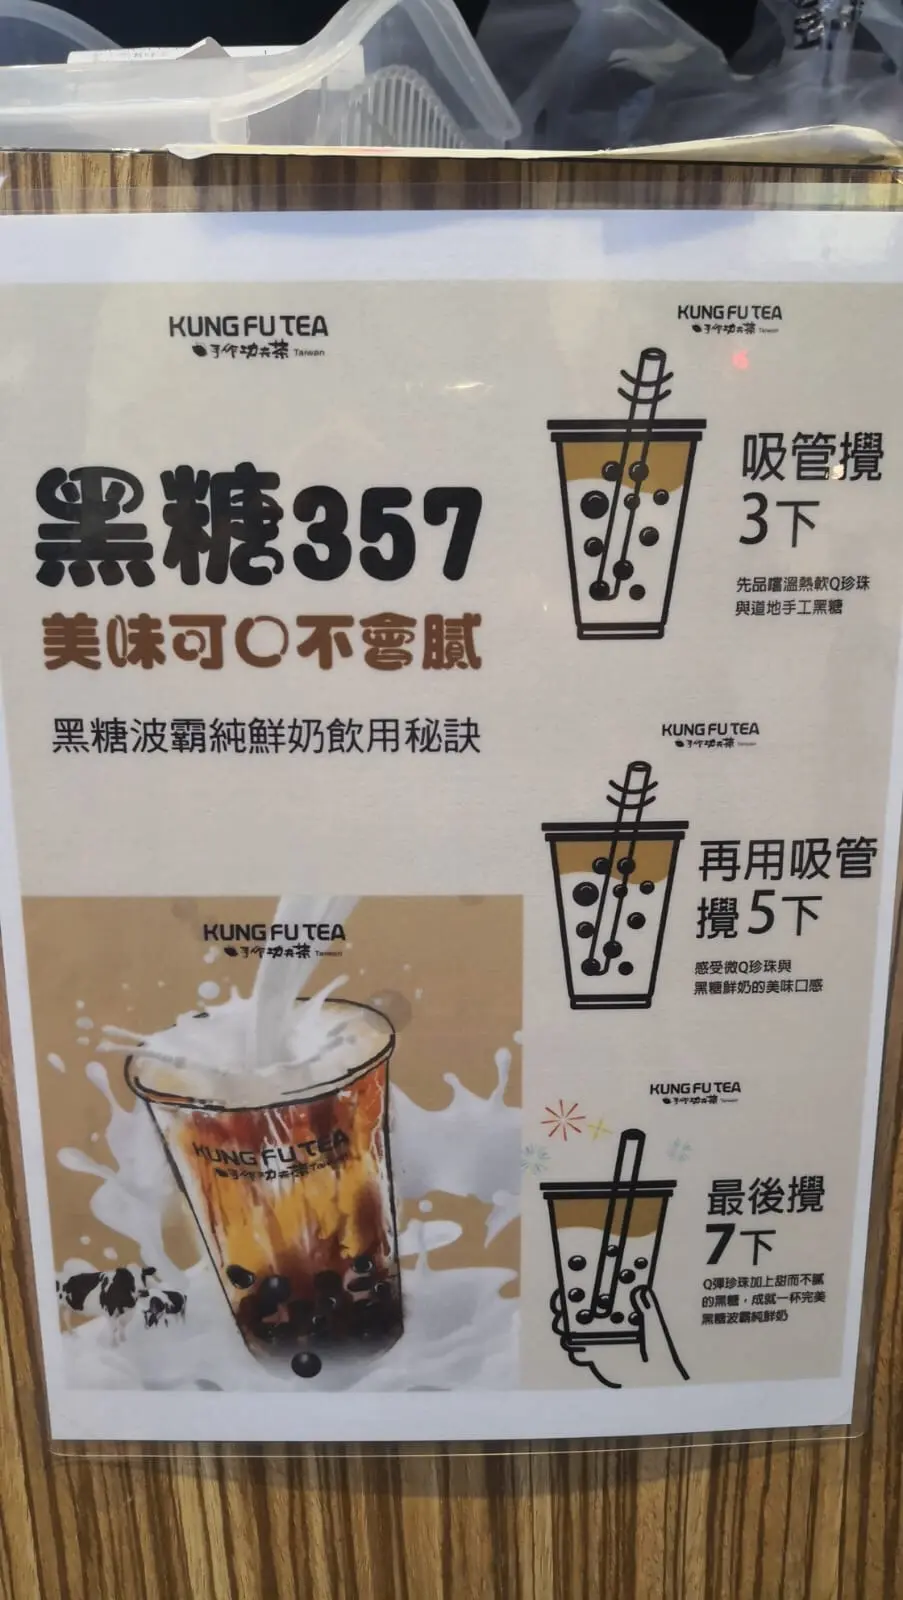 KUNG FU TEA
手作功夫茶 Taiwan
黑糖357
美味可口不會膩
黑糖波霸純鮮奶飲用秘訣
KUNG FU TEA
手作功夫茶 Taiwan
KUNG FU TEA
手作功夫茶 Taiwan
KUNG FU TEA
手作功夫茶 Taiwan
吸管攪
3下
先品嚐溫熱軟Q珍珠
與道地手工黑糖
KUNG FU TEA
手作功夫茶 Taiwan
再用吸管
攪5下
感受微Q珍珠與
黑糖鮮奶的美味口感
KUNG FU TEA
手作功夫茶 Taiwan
最後攪
7下
Q彈珍珠加上甜而不膩
的黑糖，成就一杯完美
黑糖波霸純鮮奶